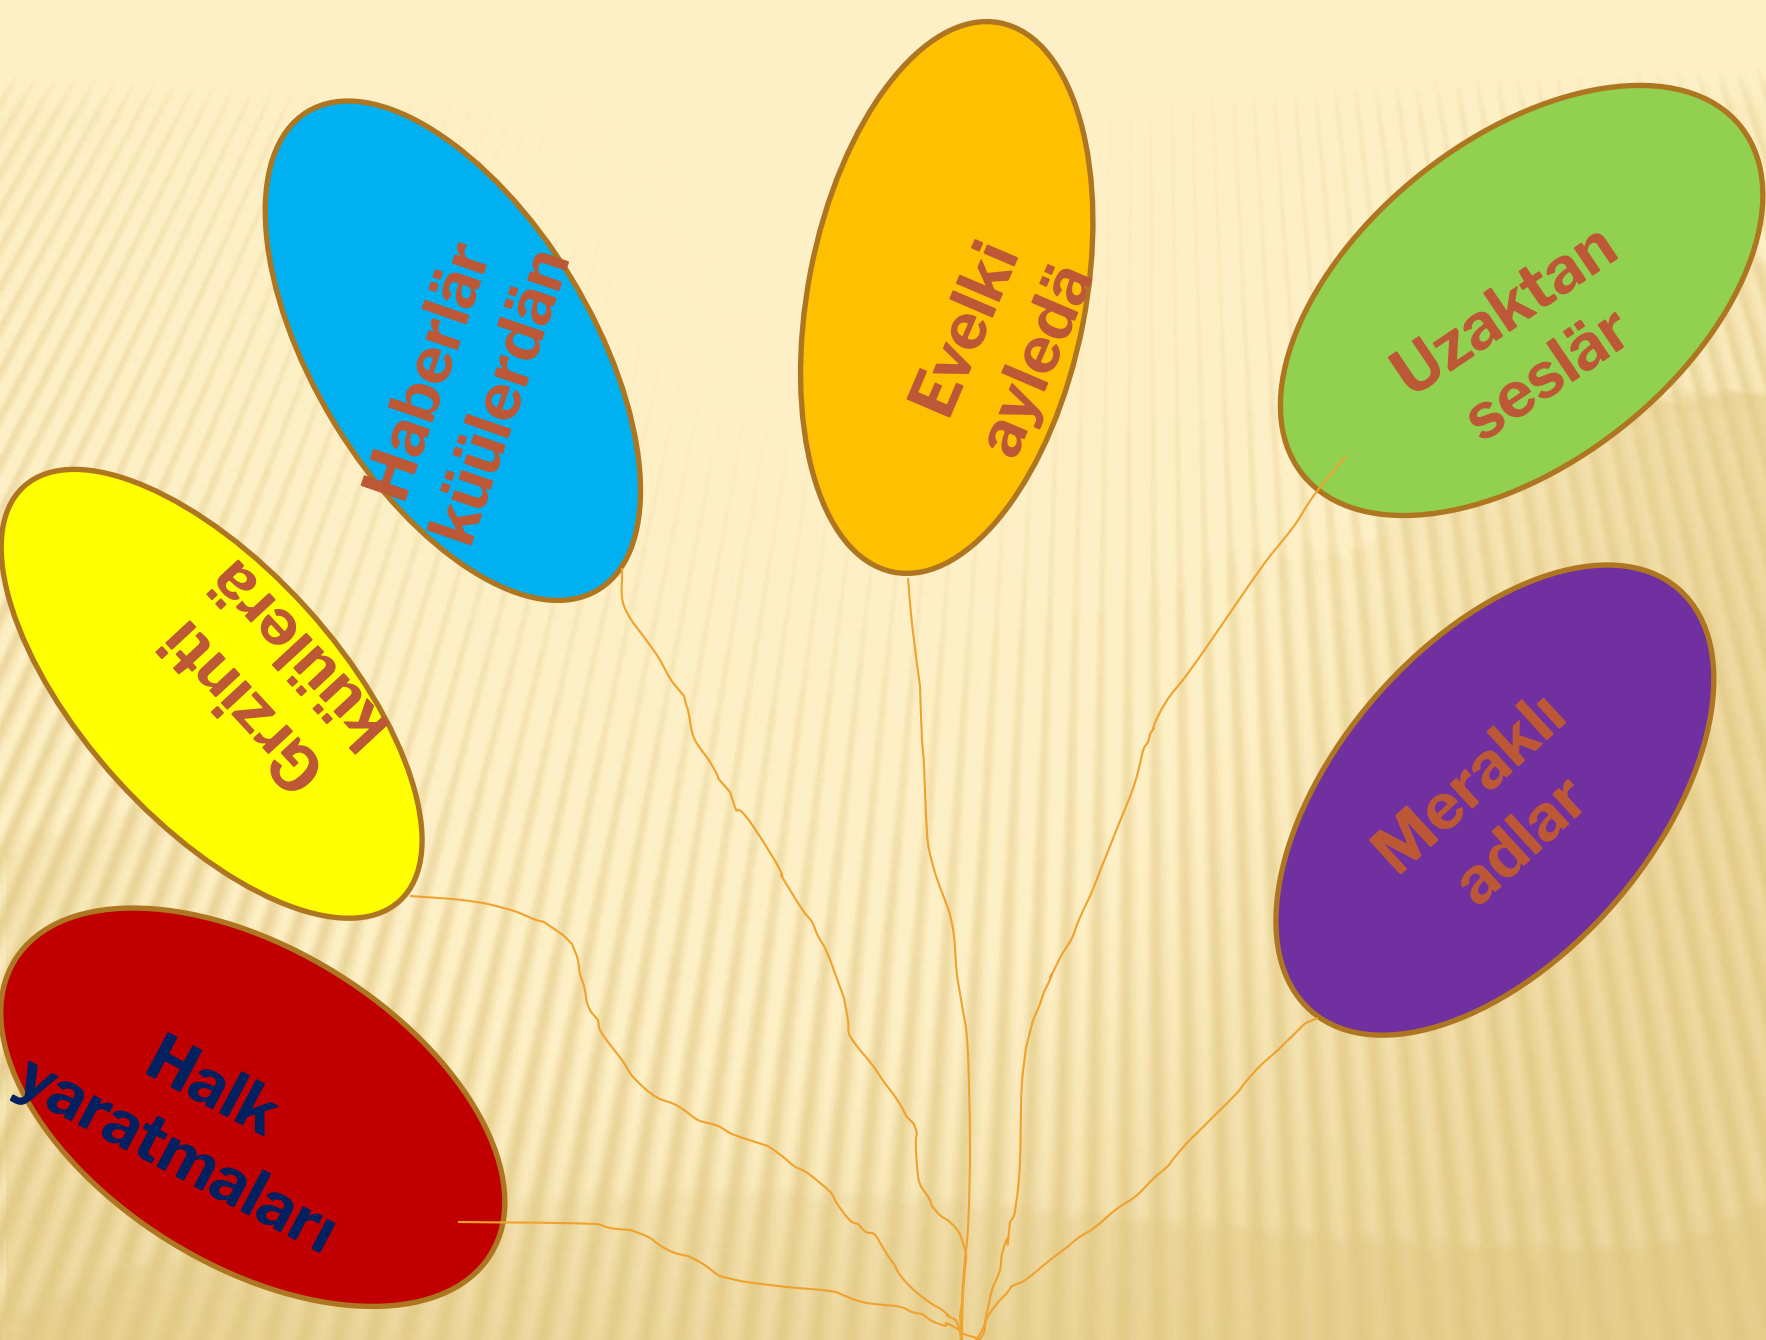 Haberlär
küülerdän
Evelki
ayledä
Uzaktan
seslär
Grzinti
küülerä
Meraklı
adlar
Halk
yaratmaları